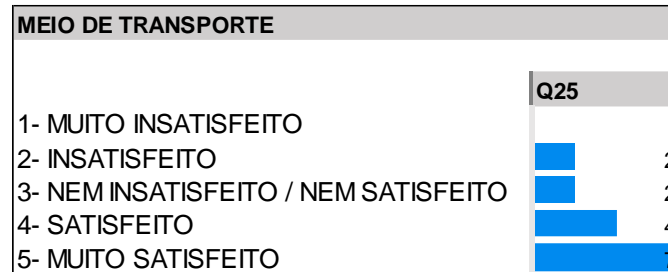 MEIO DE TRANSPORTE
Q25
1- MUITO INSATISFEITO
2- INSATISFEITO
3- NEM INSATISFEITO / NEM SATISFEITO
4- SATISFEITO
5- MUITO SATISFEITO